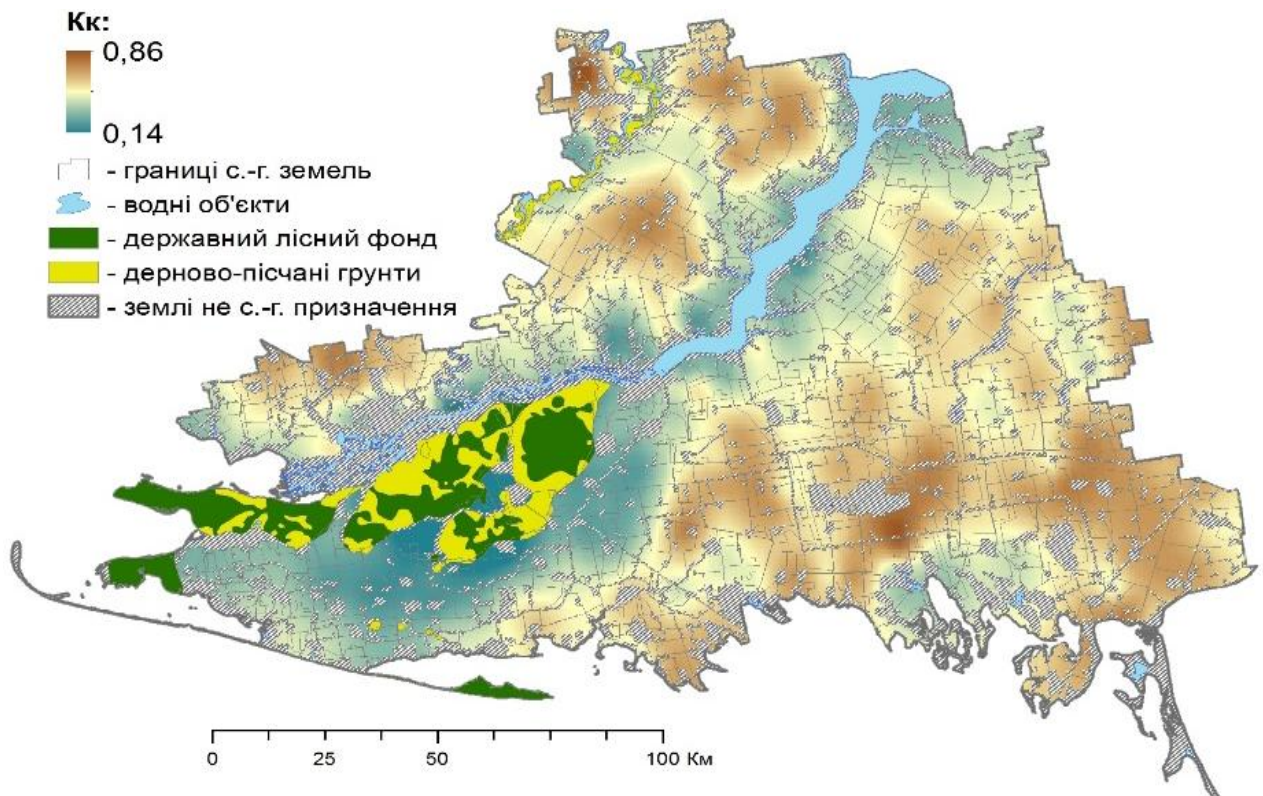 Кк:
0,86
0,14
- границі с.-г. земель
- водні об'єкти
- державний лісний фонд
- дерново-пісчані грунти
- землі не с.-г. призначення
0 25 50 100 Км